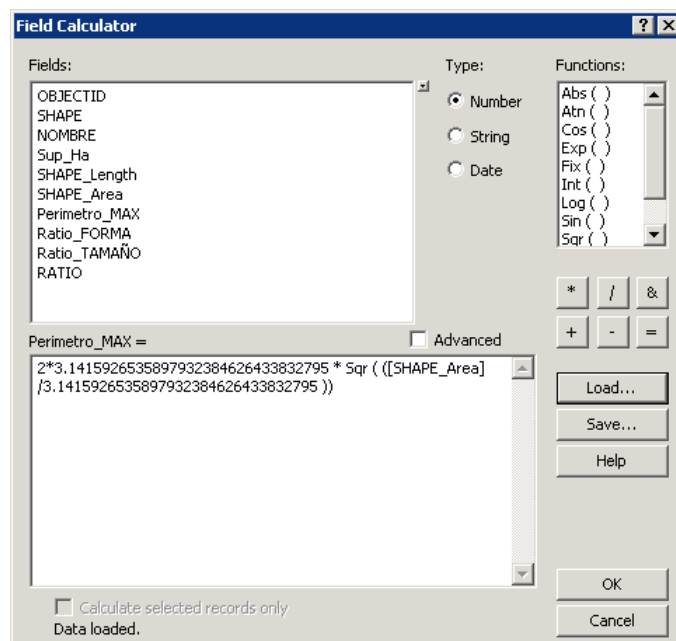 Field Calculator
Fields:
Type:
Functions:
OBJECTID
SHAPE
NOMBRE
Sup_Ha
SHAPE_Length
SHAPE_Area
Perimetro_MAX
Ratio_FORMA
Ratio_TAMAÑO
RATIO
Number
String
Date
Abs ( )
Atn ( )
Cos ( )
Exp ( )
Fix ( )
Int ( )
Log ( )
Sin ( )
Sqr ( )
* / &
+ - =
Perimetro_MAX =
Advanced
2*3.1415926535897932384626433832795 * Sqr ( ([SHAPE_Area]
/3.1415926535897932384626433832795 ))
Load...
Save...
Help
Calculate selected records only
Data loaded.
OK
Cancel